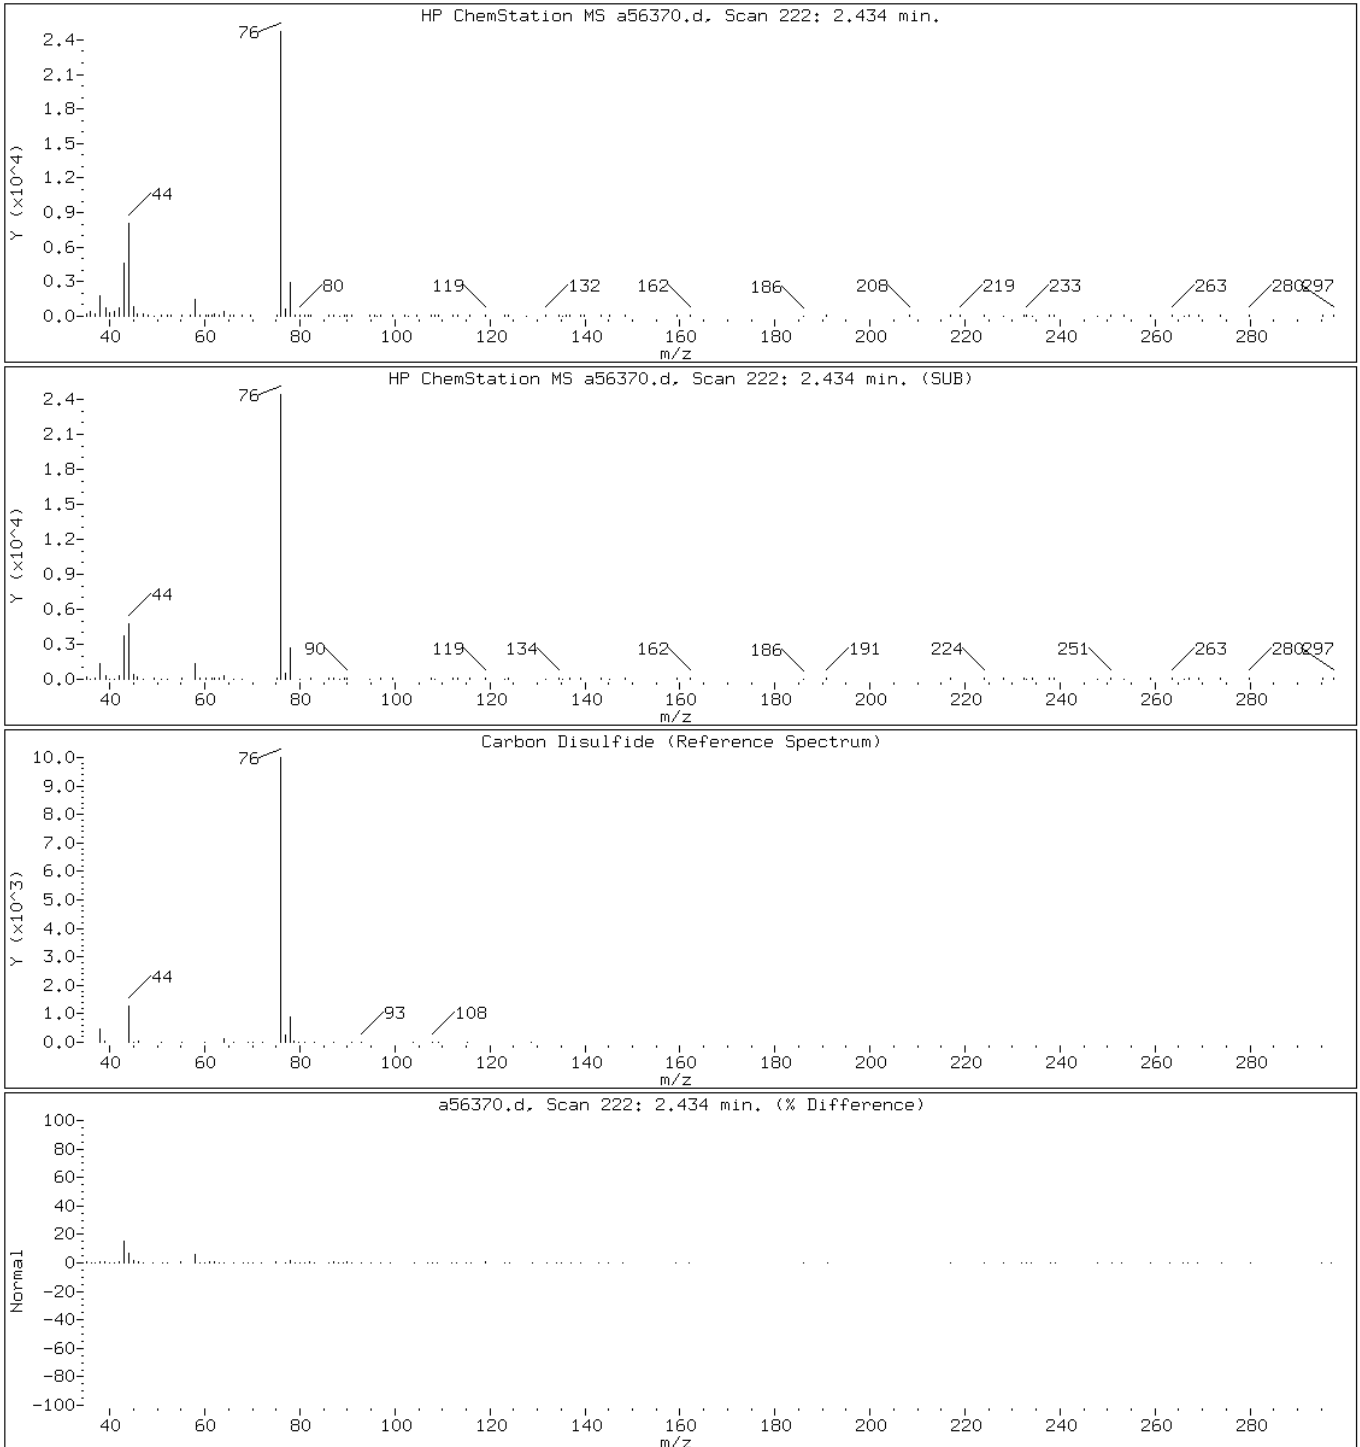 HP ChemStation MS a56370.d, Scan 222: 2.434 min.
76
2.4
2.1
1.8
1.5
1.2
0.9
0.6
0.3
0.0
Y (x10^4)
44
80 119 132 162 186 208 219 233 263 280 297
40 60 80 100 120 140 160 180 200 220 240 260 280
m/z
HP ChemStation MS a56370.d, Scan 222: 2.434 min. (SUB)
76
2.4
2.1
1.8
1.5
1.2
0.9
0.6
0.3
0.0
Y (x10^4)
44
90 119 134 162 186 191 224 251 263 280 297
40 60 80 100 120 140 160 180 200 220 240 260 280
m/z
Carbon Disulfide (Reference Spectrum)
76
10.0
9.0
8.0
7.0
6.0
5.0
4.0
3.0
2.0
1.0
0.0
Y (x10^3)
44
93 108
40 60 80 100 120 140 160 180 200 220 240 260 280
m/z
a56370.d, Scan 222: 2.434 min. (% Difference)
100
80
60
40
20
0
-20
-40
-60
-80
-100
Normal
40 60 80 100 120 140 160 180 200 220 240 260 280
m/z